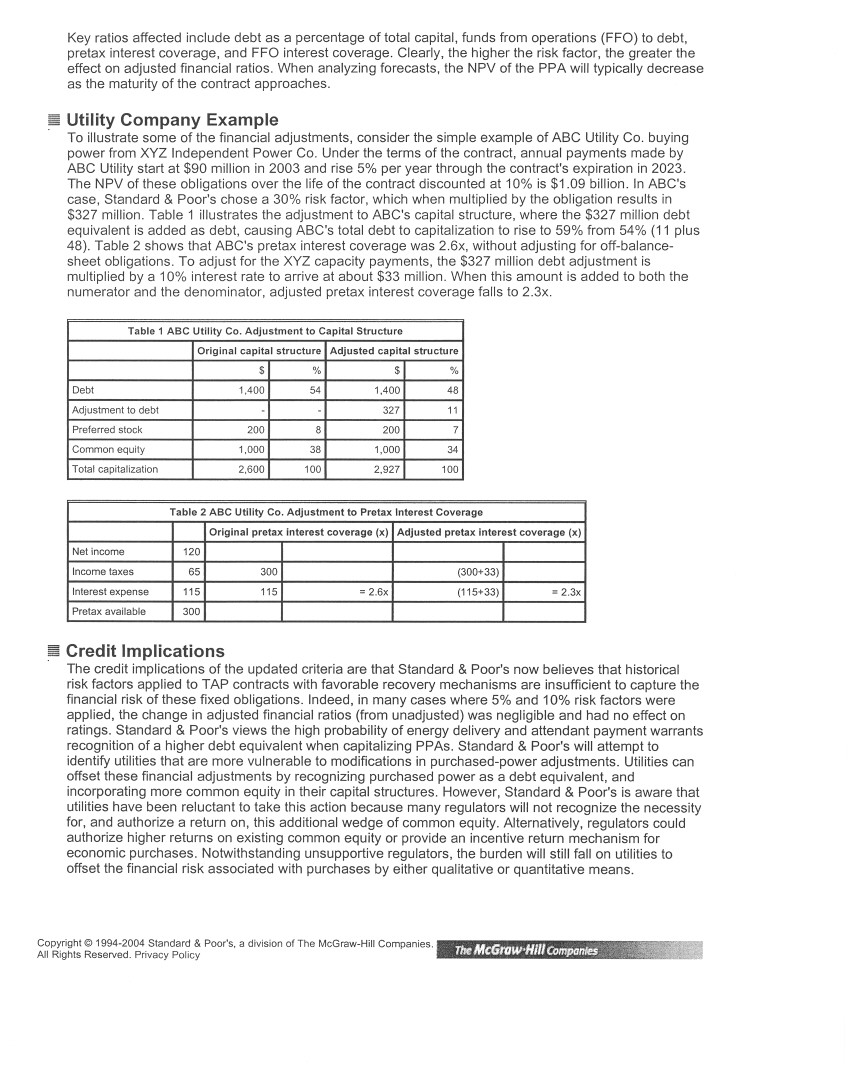 Key ratios affected include debt as a percentage of total capital, funds from operations (FFO) to debt,
pretax interest coverage, and FFO interest coverage. Clearly, the higher the risk factor, the greater the
effect on adjusted financial ratios. When analyzing forecasts, the NPV of the PPA will typically decrease
as the maturity of the contract approaches.
Utility Company Example
To illustrate some of the financial adjustments, consider the simple example of ABC Utility Co. buying
power from XYZ Independent Power Co. Under the terms of the contract, annual payments made by
ABC Utility start at $90 million in 2003 and rise 5% per year through the contract's expiration in 2023.
The NPV of these obligations over the life of the contract discounted at 10% is $1.09 billion. In ABC's
case, Standard & Poor's chose a 30% risk factor, which when multiplied by the obligation results in
$327 million. Table 1 illustrates the adjustment to ABC's capital structure, where the $327 million debt
equivalent is added as debt, causing ABC's total debt to capitalization to rise to 59% from 54% (11 plus
48). Table 2 shows that ABC's pretax interest coverage was 2.6x, without adjusting for off-balance-
sheet obligations. To adjust for the XYZ capacity payments, the $327 million debt adjustment is
multiplied by a 10% interest rate to arrive at about $33 million. When this amount is added to both the
numerator and the denominator, adjusted pretax interest coverage falls to 2.3x.
Table 1 ABC Utility Co. Adjustment to Capital Structure
Original capital structure Adjusted capital structure
$ % $ %
Debt 1,400 54 1,400 48
Adjustment to debt - - 327 11
Preferred stock 200 8 200 7
Common equity 1,000 38 1,000 34
Total capitalization 2,600 100 2,927 100
Table 2 ABC Utility Co. Adjustment to Pretax Interest Coverage
Original pretax interest coverage (x) Adjusted pretax interest coverage (x)
Net income 120
Income taxes 65 300 (300+33)
Interest expense 115 115 = 2.6x (115+33) = 2.3x
Pretax available 300
Credit Implications
The credit implications of the updated criteria are that Standard & Poor's now believes that historical
risk factors applied to TAP contracts with favorable recovery mechanisms are insufficient to capture the
financial risk of these fixed obligations. Indeed, in many cases where 5% and 10% risk factors were
applied, the change in adjusted financial ratios (from unadjusted) was negligible and had no effect on
ratings. Standard & Poor's views the high probability of energy delivery and attendant payment warrants
recognition of a higher debt equivalent when capitalizing PPAs. Standard & Poor's will attempt to
identify utilities that are more vulnerable to modifications in purchased-power adjustments. Utilities can
offset these financial adjustments by recognizing purchased power as a debt equivalent, and
incorporating more common equity in their capital structures. However, Standard & Poor's is aware that
utilities have been reluctant to take this action because many regulators will not recognize the necessity
for, and authorize a return on, this additional wedge of common equity. Alternatively, regulators could
authorize higher returns on existing common equity or provide an incentive return mechanism for
economic purchases. Notwithstanding unsupportive regulators, the burden will still fall on utilities to
offset the financial risk associated with purchases by either qualitative or quantitative means.
Copyright © 1994-2004 Standard & Poor's, a division of The McGraw-Hill Companies.
All Rights Reserved. Privacy Policy
The McGraw·Hill Companies